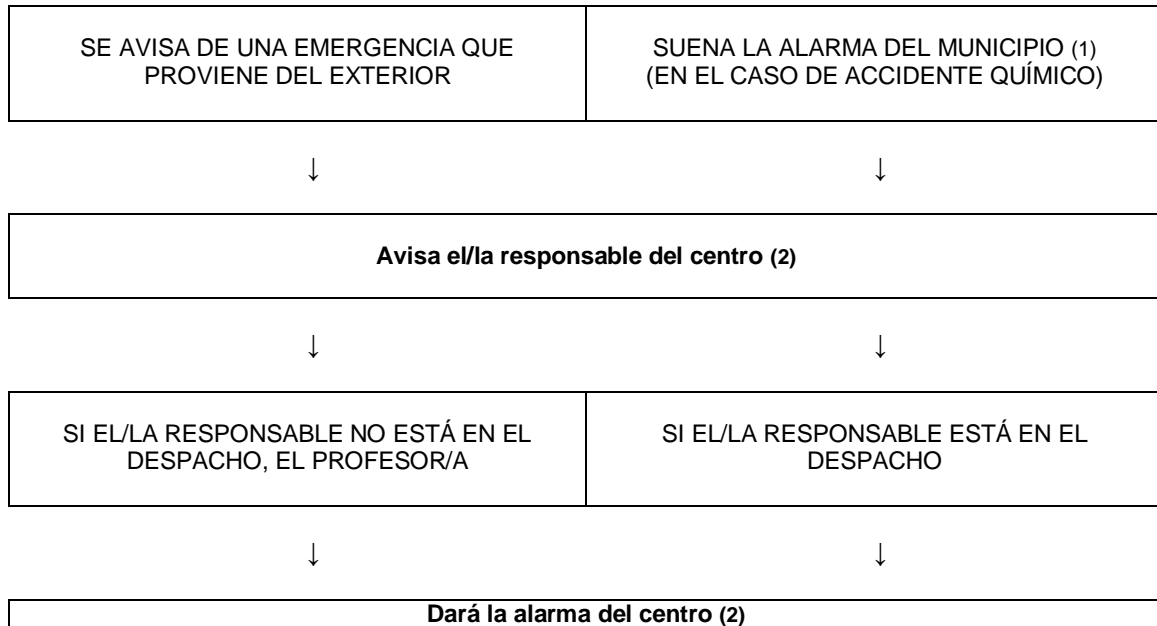 SE AVISA DE UNA EMERGENCIA QUE
PROVIENE DEL EXTERIOR
SUENA LA ALARMA DEL MUNICIPIO (1)
(EN EL CASO DE ACCIDENTE QUÍMICO)
↓ ↓
Avisa el/la responsable del centro (2)
↓ ↓
SI EL/LA RESPONSABLE NO ESTÁ EN EL
DESPACHO, EL PROFESOR/A
SI EL/LA RESPONSABLE ESTÁ EN EL
DESPACHO
↓ ↓
Dará la alarma del centro (2)